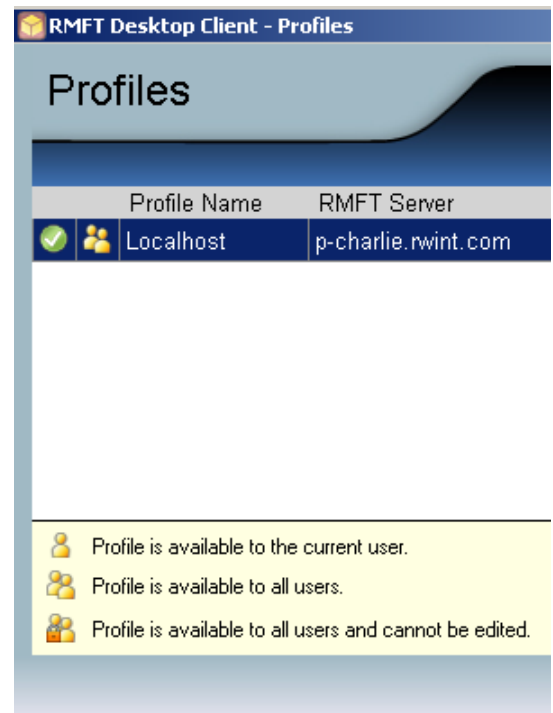 RMFT Desktop Client - Profiles
Profiles
Profile Name RMFT Server
Localhost p-charlie.rwint.com
Profile is available to the current user.
Profile is available to all users.
Profile is available to all users and cannot be edited.